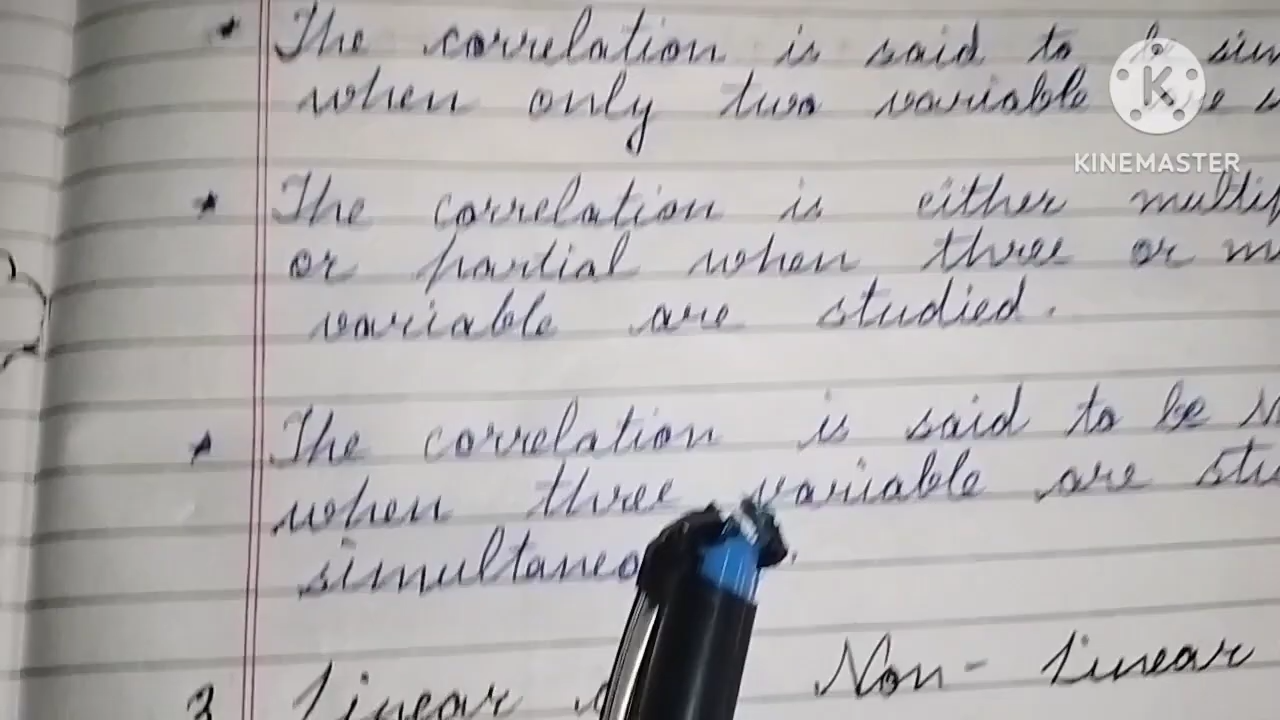 * The correlation is said to
when only two variable
* The correlation is either
or partial when three or
variable are studied.
* The correlation is said to be
when three variable are
3 Linear Non-Linear
KINEMASTER